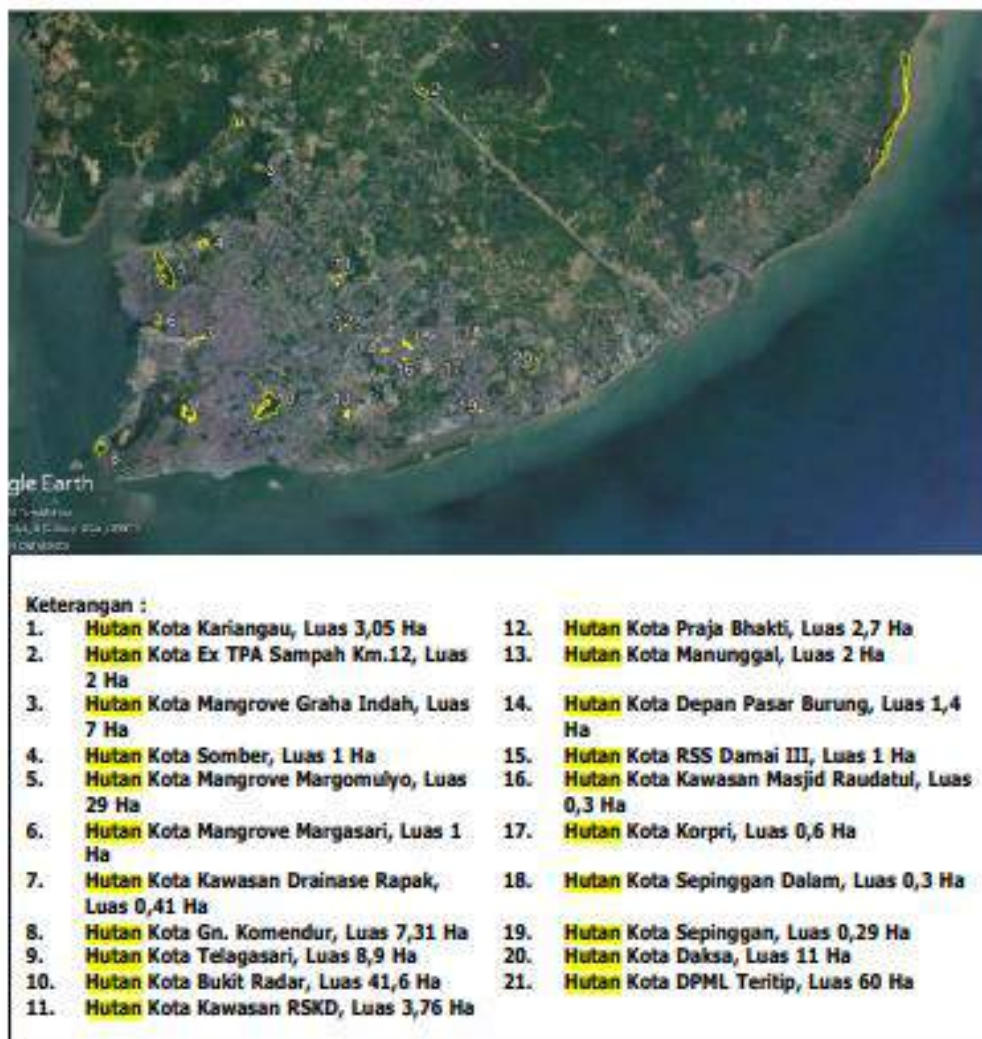 gle Earth
Keterangan :
1. Hutan Kota Kariangau, Luas 3,05 Ha
2. Hutan Kota Ex TPA Sampah Km.12, Luas
2 Ha
3. Hutan Kota Mangrove Graha Indah, Luas
7 Ha
4. Hutan Kota Somber, Luas 1 Ha
5. Hutan Kota Mangrove Margomulyo, Luas
29 Ha
6. Hutan Kota Mangrove Margasari, Luas 1
Ha
7. Hutan Kota Kawasan Drainase Rapak,
Luas 0,41 Ha
8. Hutan Kota Gn. Komendur, Luas 7,31 Ha
9. Hutan Kota Telagasari, Luas 8,9 Ha
10. Hutan Kota Bukit Radar, Luas 41,6 Ha
11. Hutan Kota Kawasan RSKD, Luas 3,76 Ha
12. Hutan Kota Praja Bhakti, Luas 2,7 Ha
13. Hutan Kota Manunggal, Luas 2 Ha
14. Hutan Kota Depan Pasar Burung, Luas 1,4
Ha
15. Hutan Kota RSS Damai III, Luas 1 Ha
16. Hutan Kota Kawasan Masjid Raudatul, Luas
0,3 Ha
17. Hutan Kota Korpri, Luas 0,6 Ha
18. Hutan Kota Sepinggan Dalam, Luas 0,3 Ha
19. Hutan Kota Sepinggan, Luas 0,29 Ha
20. Hutan Kota Daksa, Luas 11 Ha
21. Hutan Kota DPML Teritip, Luas 60 Ha